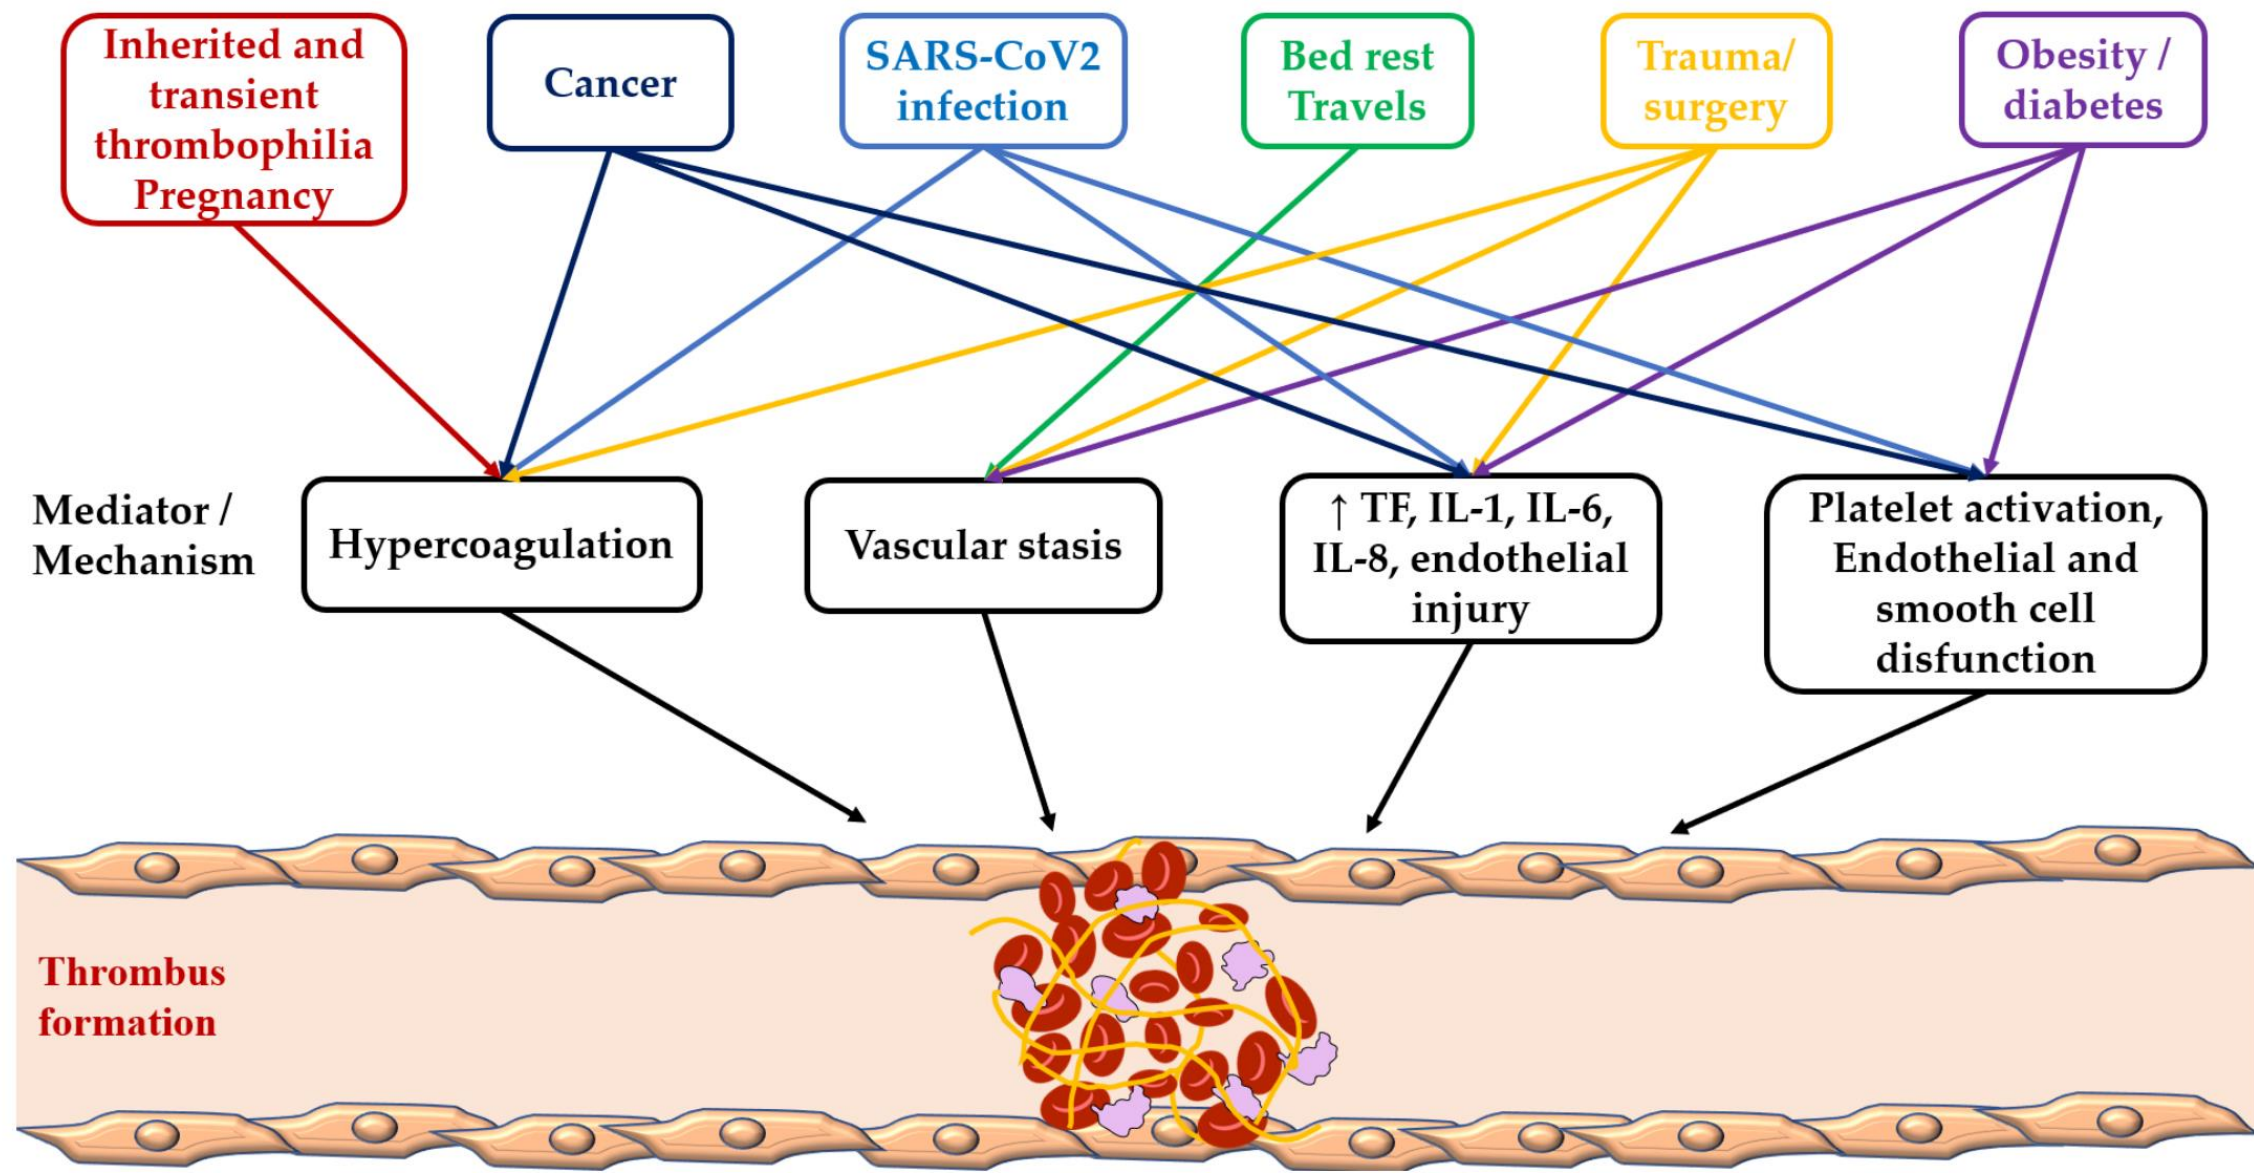 Inherited and
transient
thrombophilia
Pregnancy
Cancer
SARS-CoV2
infection
Bed rest
Travels
Trauma/
surgery
Obesity /
diabetes
Mediator /
Mechanism
Hypercoagulation
Vascular stasis
↑ TF, IL-1, IL-6,
IL-8, endothelial
injury
Platelet activation,
Endothelial and
smooth cell
disfunction
Thrombus
formation